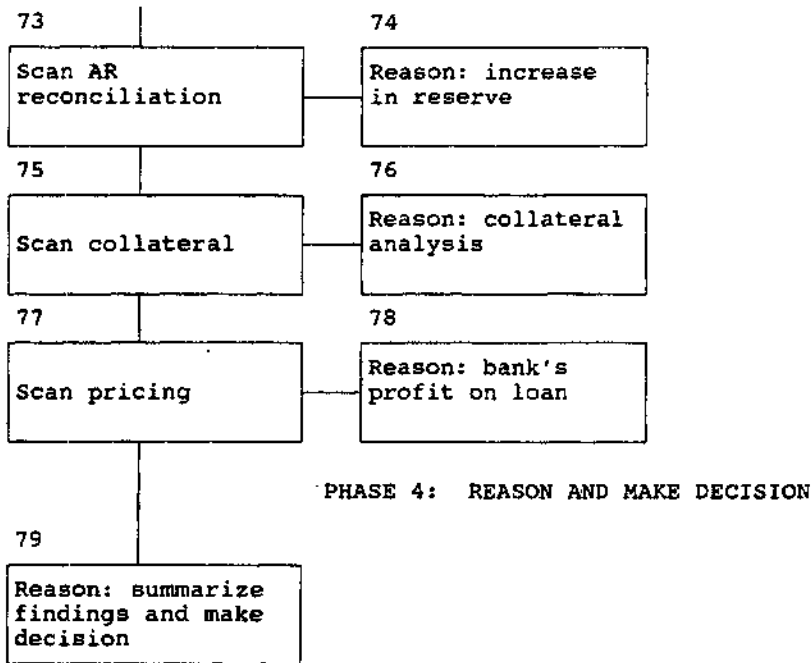 73
Scan AR
reconciliation
74
Reason: increase
in reserve
75
Scan collateral
76
Reason: collateral
analysis
77
Scan pricing
78
Reason: bank's
profit on loan
PHASE 4: REASON AND MAKE DECISION
79
Reason: summarize
findings and make
decision